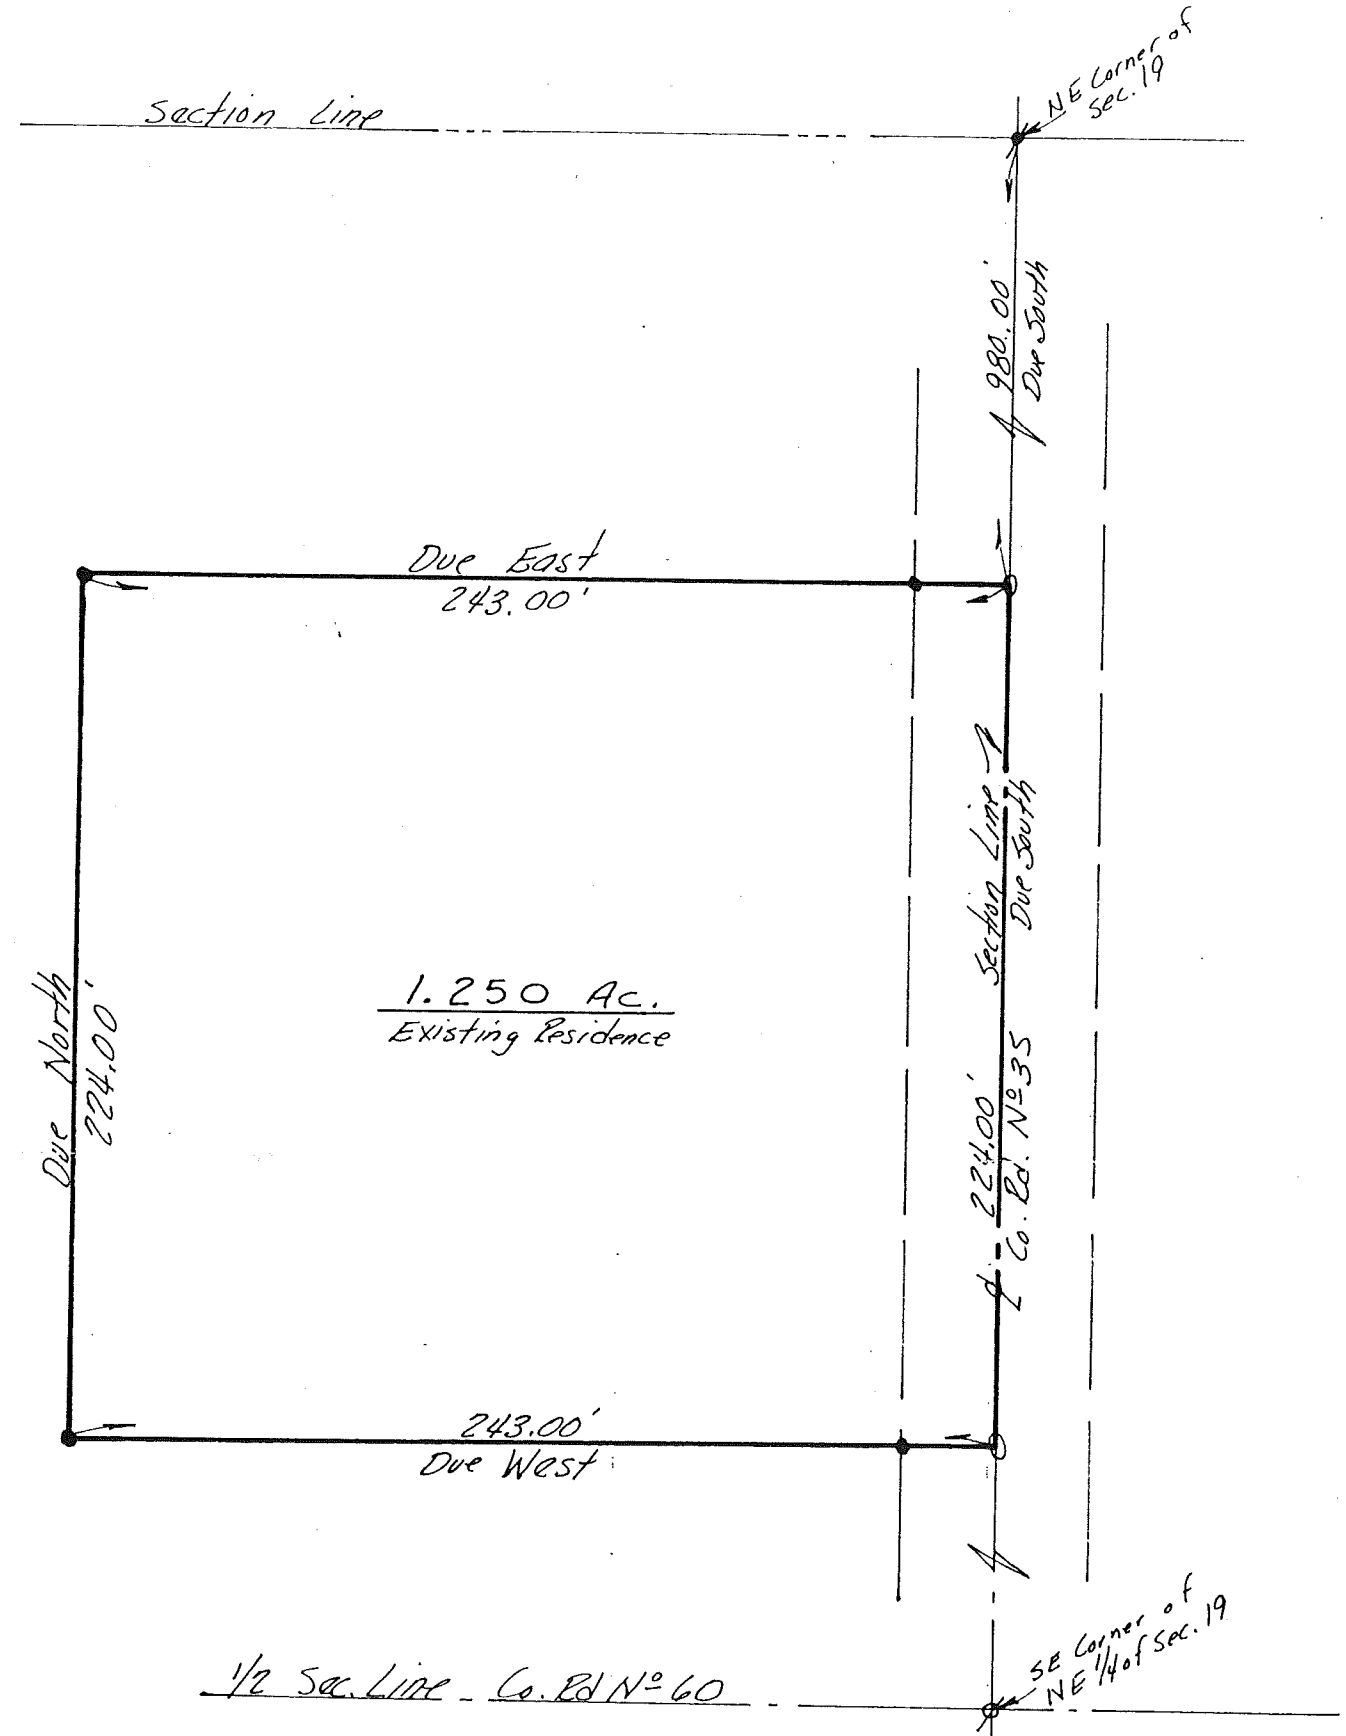 NE Corner of
Sec. 19
Section Line
980.00'
Due South
Due East
243.00'
Section Line
Due South
1.250 Ac.
Existing Residence
Due North
224.00'
224.00'
Co. Rd. Nº 35
243.00'
Due West
SE Corner of
NE 1/4 of Sec. 19
1/2 Sec. Line - Co. Rd Nº 60